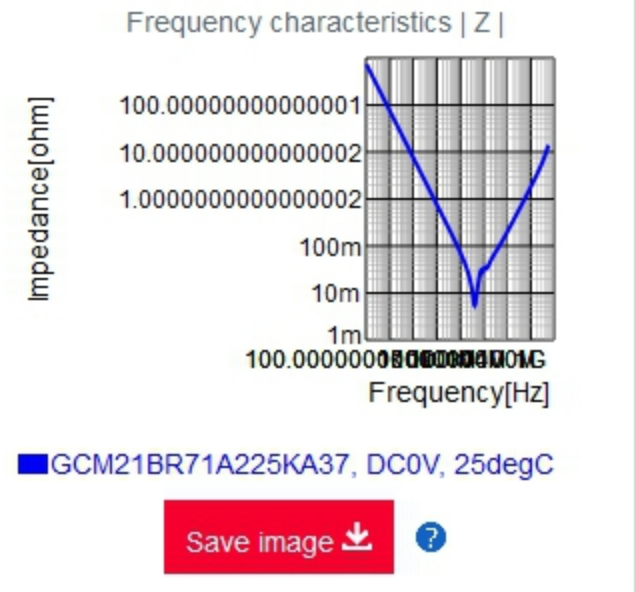 Frequency characteristics | Z |
Impedance[ohm]
100.00000000000001
10.000000000000002
1.0000000000000002
100m
10m
1m
1G
Frequency[Hz]
GCM21BR71A225KA37, DC0V, 25degC
Save image
?